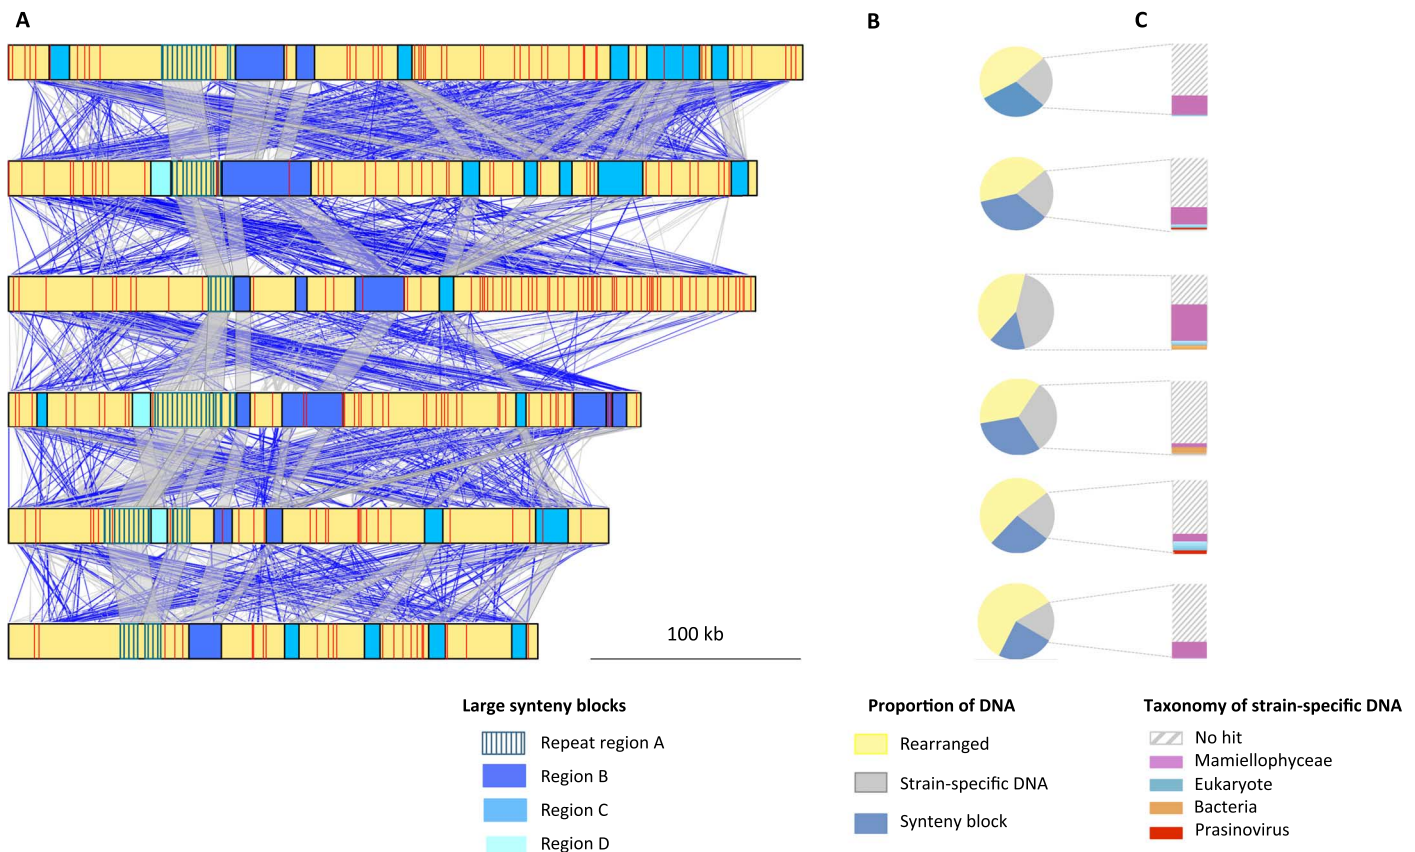 A
B
C
100 kb
Large synteny blocks
Repeat region A
Region B
Region C
Region D
Proportion of DNA
Rearranged
Strain-specific DNA
Synteny block
Taxonomy of strain-specific DNA
No hit
Mamiellophyceae
Eukaryote
Bacteria
Prasinovirus